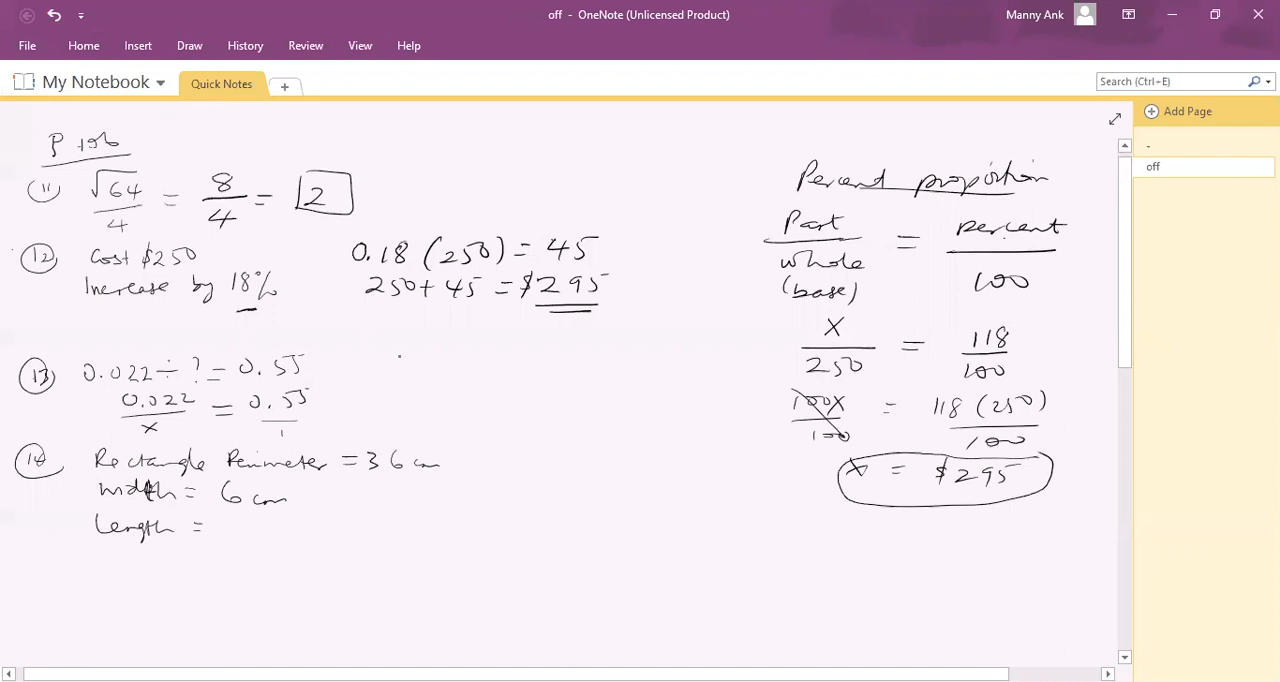 off - OneNote (Unlicensed Product)
Manny Ank
File Home Insert Draw History Review View Help
My Notebook
Quick Notes
+
Search (Ctrl+E)
Add Page
-
off
(11) √64/4 = 8/4 = 2
(12) Cost $250
Increase by 18%
0.18 (250) = 45
250 + 45 = $295
(13) 0.022 ÷ ? = 0.55
0.022/x = 0.55/1
(14) Rectangle Perimeter = 36 cm
width = 6 cm
Length =
Percent proportion
Part/whole (base) = percent/100
x/250 = 118/100
100x/100 = 118 (250)/100
x = $295